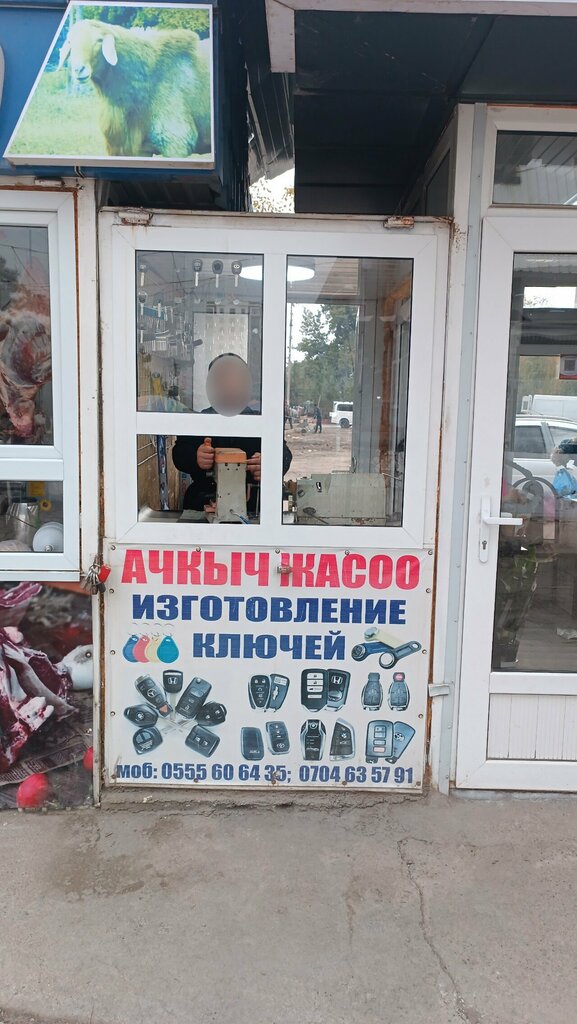 АЧКЫЧ ЖАСОО
ИЗГОТОВЛЕНИЕ
КЛЮЧЕЙ
моб: 0555 60 64 35; 0704 63 57 91